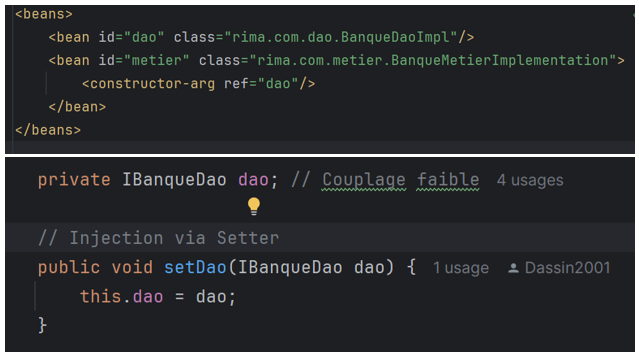 <beans>
    <bean id="dao" class="rima.com.dao.BanqueDaoImpl"/>
    <bean id="metier" class="rima.com.metier.BanqueMetierImplementation">
        <constructor-arg ref="dao"/>
    </bean>
</beans>
private IBanqueDao dao; // Couplage faible 4 usages
// Injection via Setter
public void setDao(IBanqueDao dao) { 1 usage Dassin2001
    this.dao = dao;
}